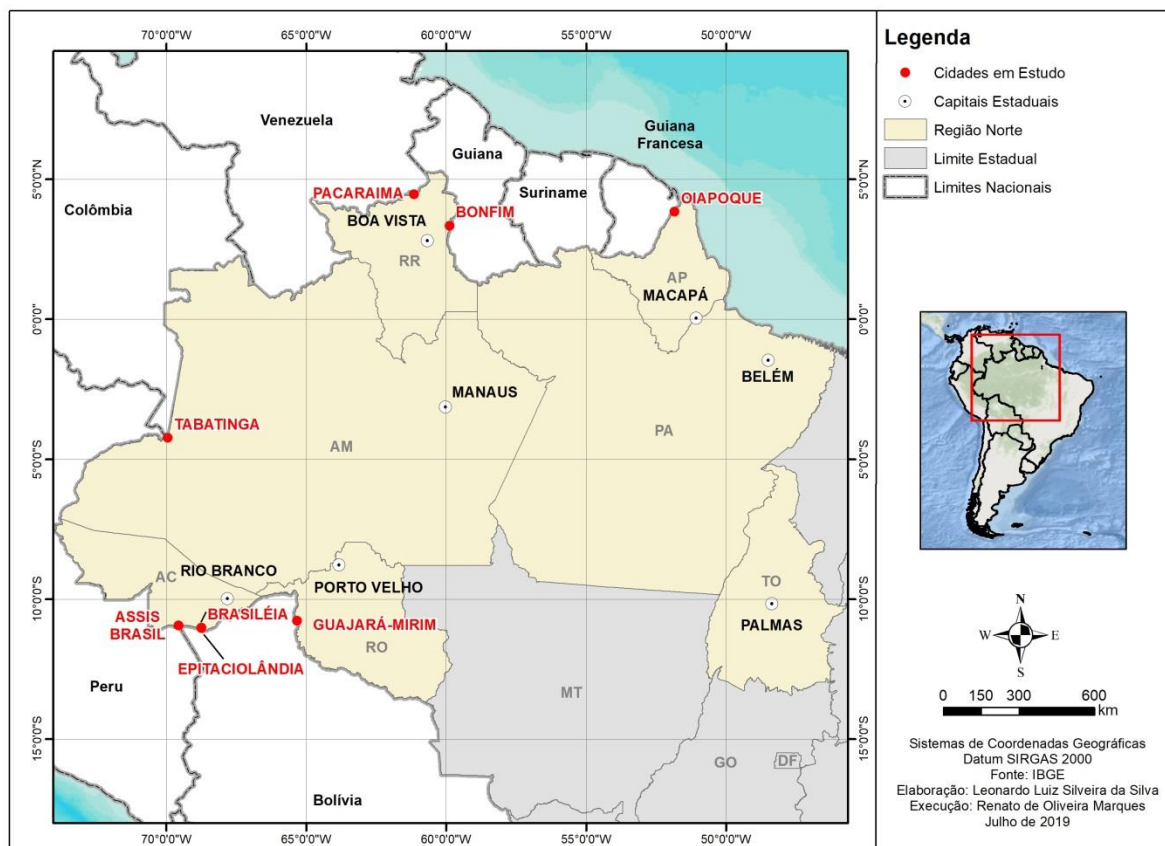 70°0'0"W
65°0'0"W
60°0'0"W
55°0'0"W
50°0'0"W
Venezuela
Guiana
Guiana
Francesa
Suriname
Colômbia
5°0'0"N
5°0'0"N
PACARAIMA
BONFIM
OIAPOQUE
BOA VISTA
RR
AP
MACAPÁ
0°0'0"
0°0'0"
BELÉM
MANAUS
TABATINGA
AM
PA
5°0'0"S
5°0'0"S
AC
RIO BRANCO
PORTO VELHO
TO
10°0'0"S
10°0'0"S
ASSIS
BRASIL
BRASILÉIA
GUAJARÁ-MIRIM
PALMAS
EPITACIOLÂNDIA
RO
Peru
MT
15°0'0"S
15°0'0"S
GO
DF
Bolívia
70°0'0"W
65°0'0"W
60°0'0"W
55°0'0"W
50°0'0"W
Legenda
Cidades em Estudo
Capitais Estaduais
Região Norte
Limite Estadual
Limites Nacionais
N
W
E
S
0 150 300 600
km
Sistemas de Coordenadas Geográficas
Datum SIRGAS 2000
Fonte: IBGE
Elaboração: Leonardo Luiz Silveira da Silva
Execução: Renato de Oliveira Marques
Julho de 2019